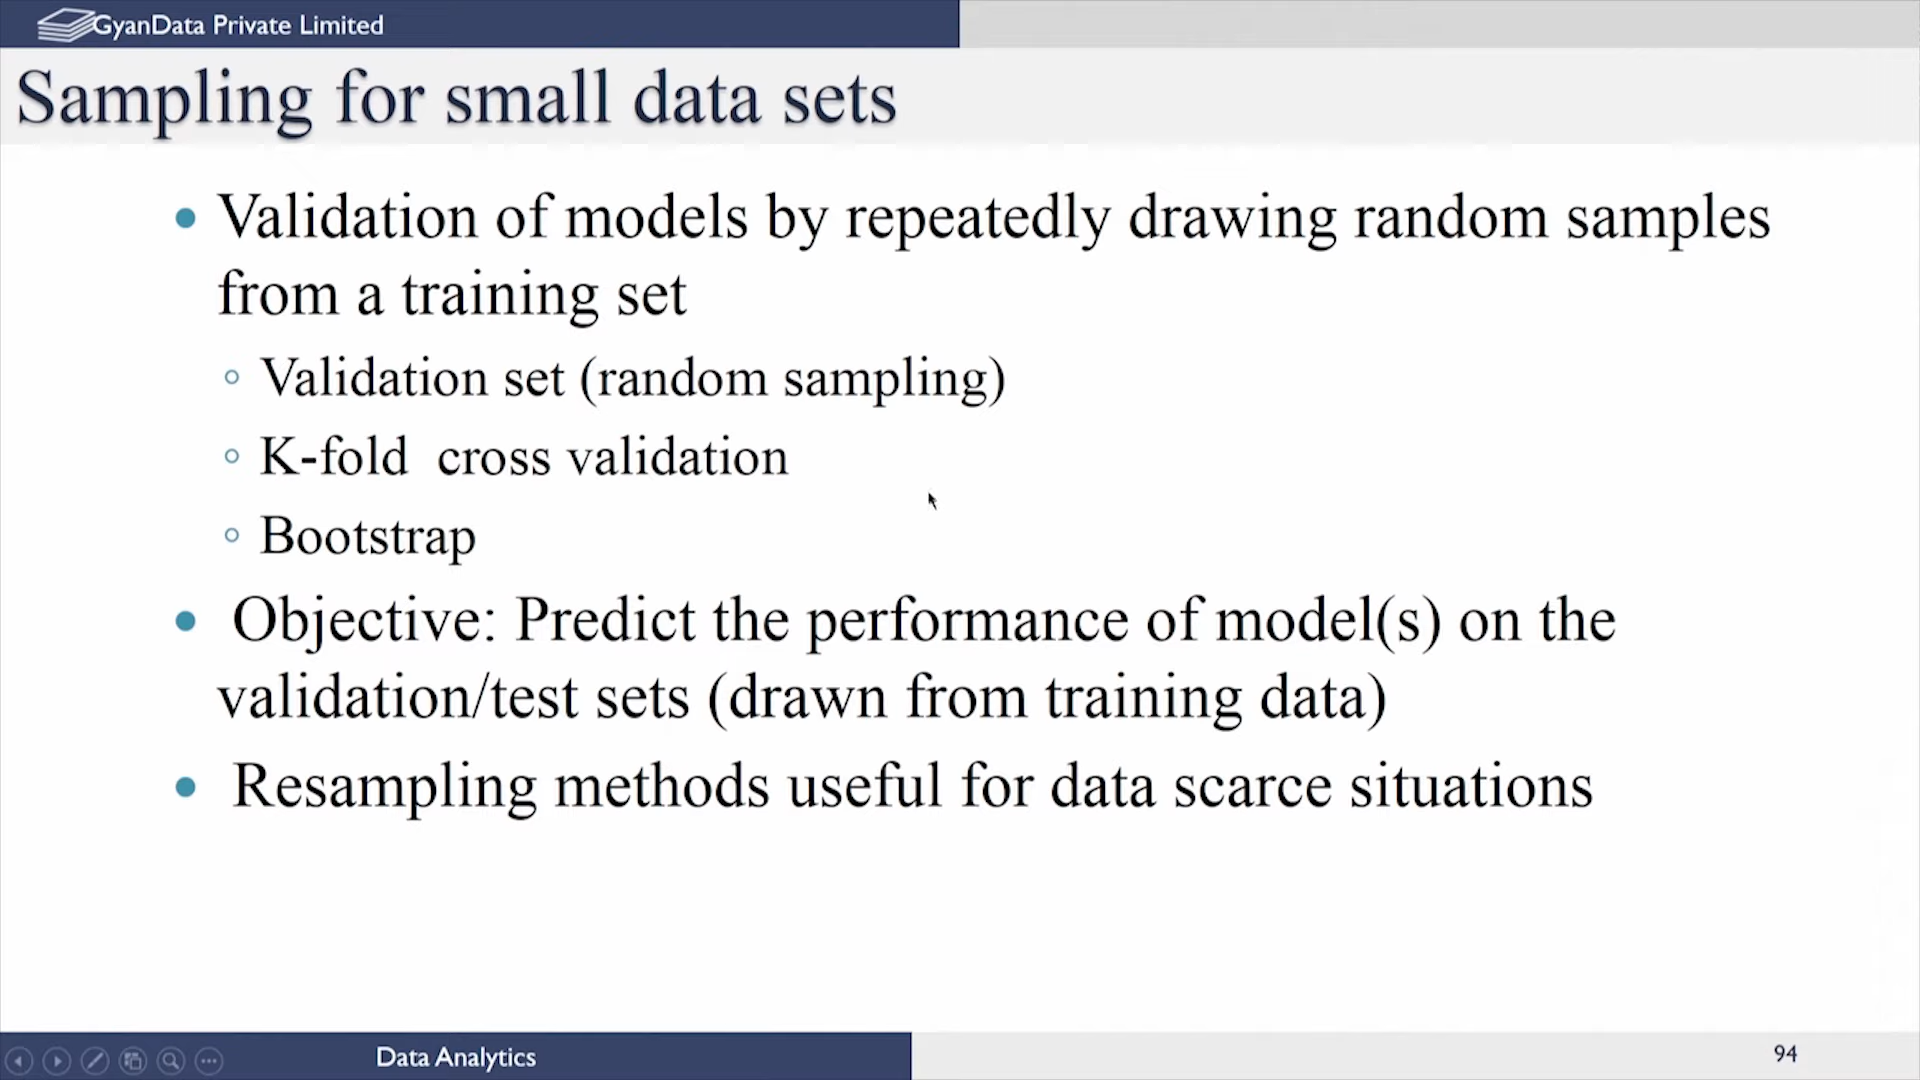 GyanData Private Limited
Sampling for small data sets
Validation of models by repeatedly drawing random samples
from a training set
Validation set (random sampling)
K-fold cross validation
Bootstrap
Objective: Predict the performance of model(s) on the
validation/test sets (drawn from training data)
Resampling methods useful for data scarce situations
Data Analytics
94